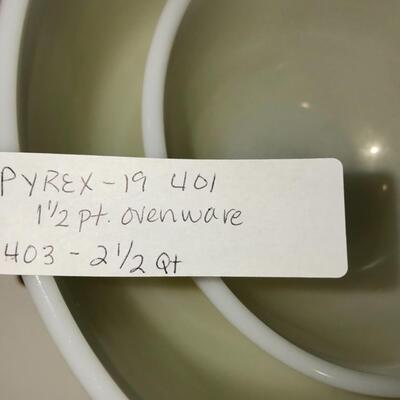 PYREX-19 401
1 1/2 pt. ovenware
403 - 2 1/2 Qt